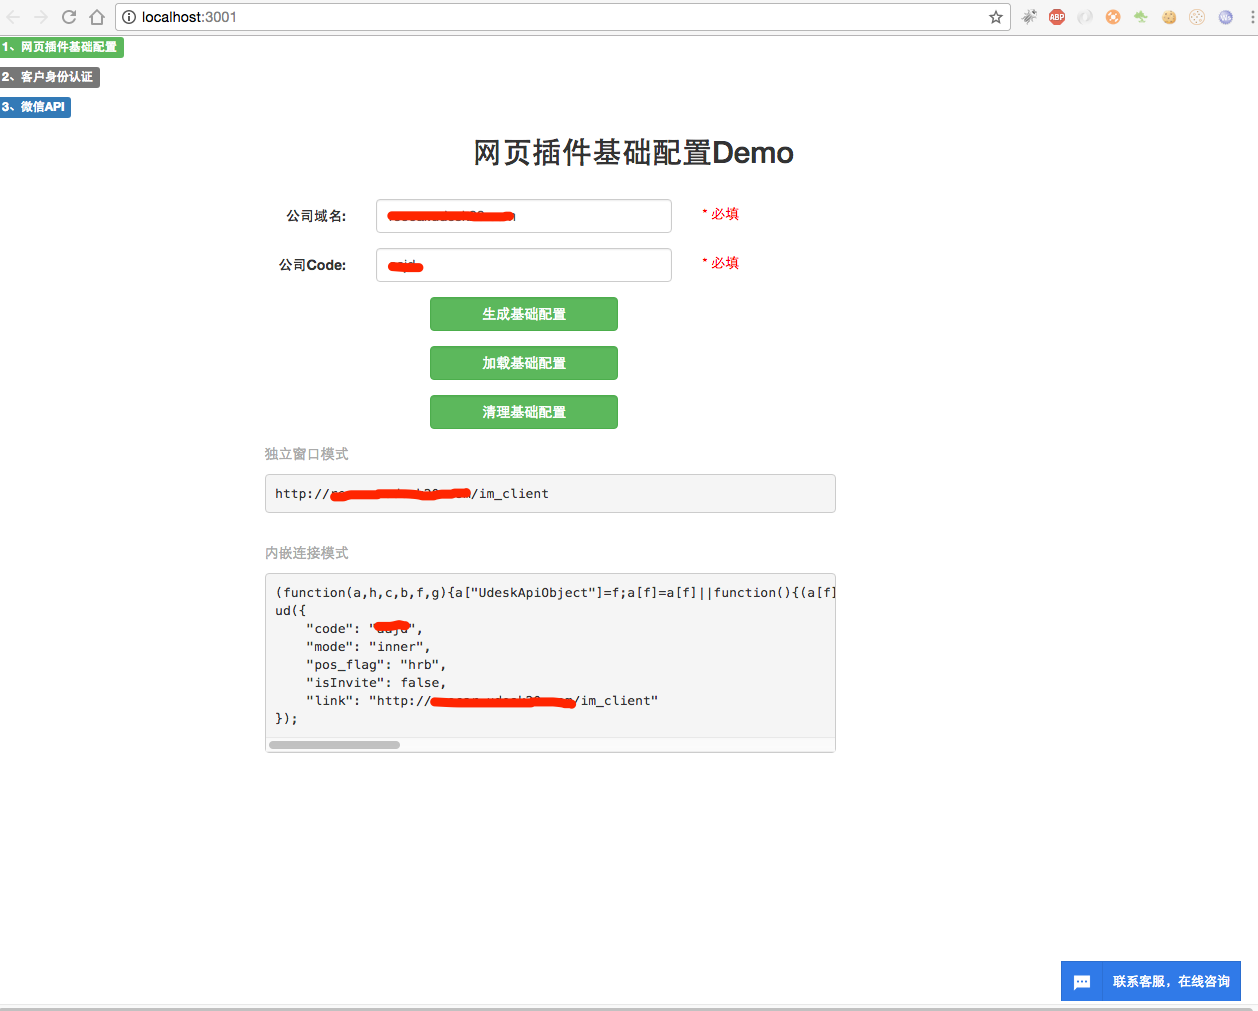 localhost:3001
ABP
1、网页插件基础配置
2、客户身份认证
3、微信API
网页插件基础配置Demo
公司域名:
* 必填
公司Code:
* 必填
生成基础配置
加载基础配置
清理基础配置
独立窗口模式
http:///im_client
内嵌连接模式
(function(a,h,c,b,f,g){a["UdeskApiObject"]=f;a[f]=a[f]||function(){(a[f]
ud({
"code": "",
"mode": "inner",
"pos_flag": "hrb",
"isInvite": false,
"link": "http:///im_client"
});
联系客服，在线咨询